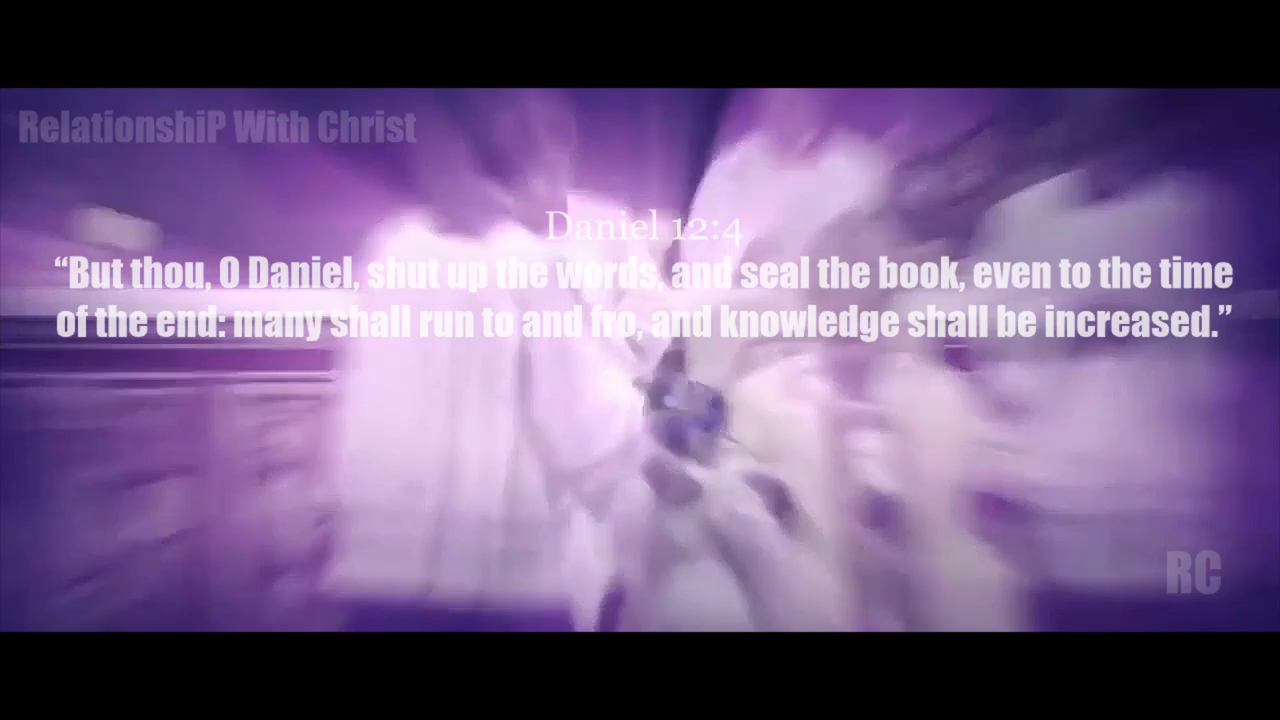 RelationshiP With Christ
Daniel 12:4
“But thou, O Daniel, shut up the words, and seal the book, even to the time
of the end: many shall run to and fro, and knowledge shall be increased.”
RC